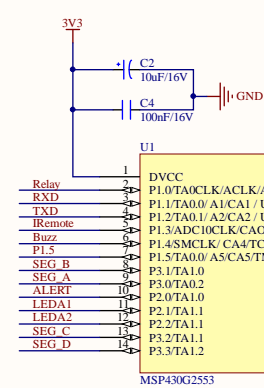 3V3
C2
10uF/16V
GND
C4
100nF/16V
U1
1 DVCC
Relay 2 P1.0/TA0CLK/ACLK/A
RXD 3 P1.1/TA0.0/ A1/CA1 / U
TXD 4 P1.2/TA0.1/ A2/CA2 / U
IRemote 5 P1.3/ADC10CLK/CAO
Buzz 6 P1.4/SMCLK/ CA4/TC
P1.5 7 P1.5/TA0.0/ A5/CA5/TM
SEG_B 8 P3.1/TA1.0
SEG_A 9 P3.0/TA0.2
ALERT 10 P2.0/TA1.0
LEDA1 11 P2.1/TA1.1
LEDA2 12 P2.2/TA1.1
SEG_C 13 P3.2/TA1.1
SEG_D 14 P3.3/TA1.2
MSP430G2553